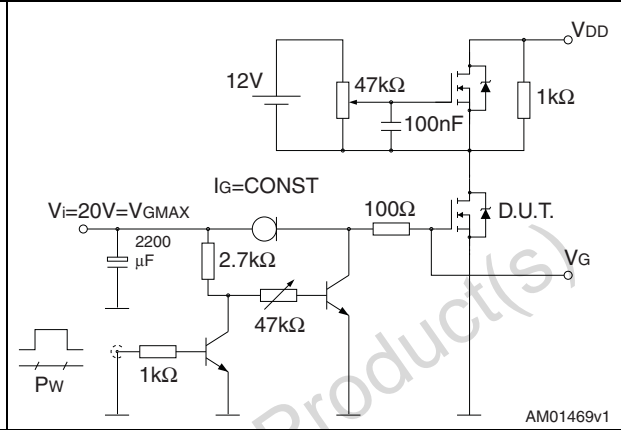 VDD
12V
47kΩ
1kΩ
100nF
IG=CONST
Vi=20V=VGMAX
100Ω
D.U.T.
2200
μF
2.7kΩ
VG
47kΩ
1kΩ
PW
Product(s)
AM01469v1